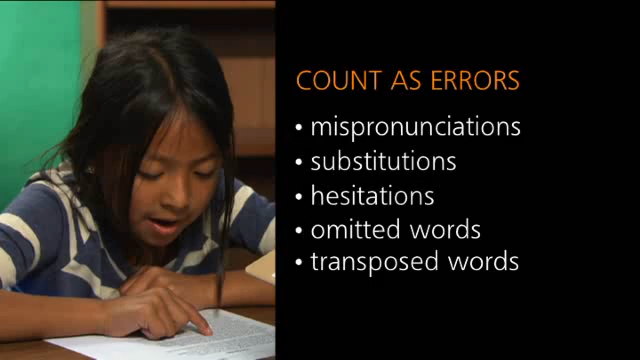 COUNT AS ERRORS
• mispronunciations
• substitutions
• hesitations
• omitted words
• transposed words